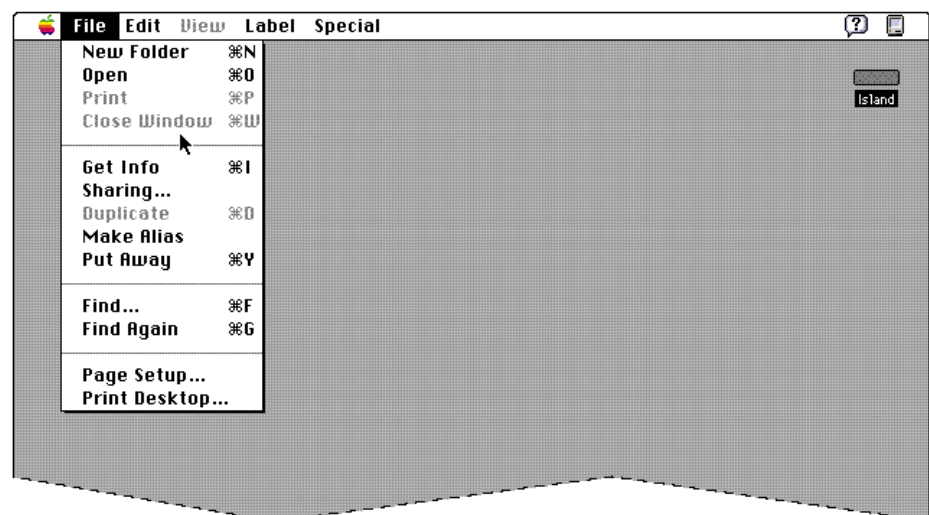 File Edit View Label Special
New Folder ⌘N
Open ⌘O
Print ⌘P
Close Window ⌘W
Get Info ⌘I
Sharing...
Duplicate ⌘D
Make Alias
Put Away ⌘Y
Find... ⌘F
Find Again ⌘G
Page Setup...
Print Desktop...
Island